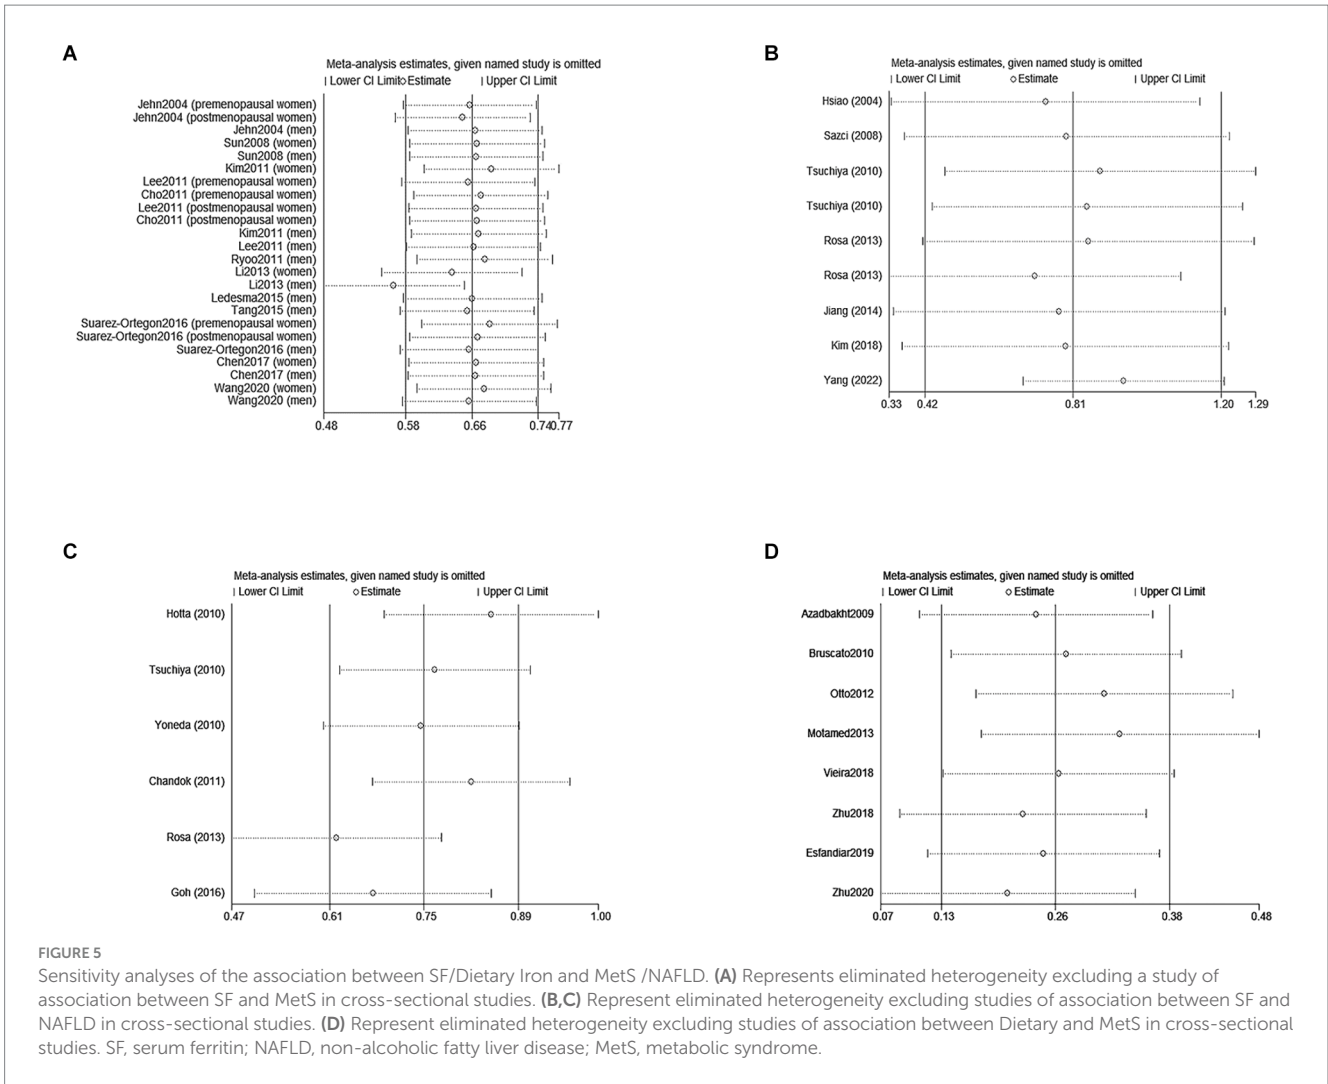 A
Meta-analysis estimates, given named study is omitted
Lower CI Limit Estimate Upper CI Limit
Jehn2004 (premenopausal women)
Jehn2004 (postmenopausal women)
Jehn2004 (men)
Sun2008 (women)
Sun2008 (men)
Kim2011 (women)
Lee2011 (premenopausal women)
Cho2011 (premenopausal women)
Lee2011 (postmenopausal women)
Cho2011 (postmenopausal women)
Kim2011 (men)
Lee2011 (men)
Ryoo2011 (men)
Li2013 (women)
Li2013 (men)
Ledesma2015 (men)
Tang2015 (men)
Suarez-Ortegon2016 (premenopausal women)
Suarez-Ortegon2016 (postmenopausal women)
Suarez-Ortegon2016 (men)
Chen2017 (women)
Chen2017 (men)
Wang2020 (women)
Wang2020 (men)
0.48 0.58 0.66 0.74 0.77
B
Meta-analysis estimates, given named study is omitted
Lower CI Limit Estimate Upper CI Limit
Hsiao (2004)
Sazci (2008)
Tsuchiya (2010)
Tsuchiya (2010)
Rosa (2013)
Rosa (2013)
Jiang (2014)
Kim (2018)
Yang (2022)
0.33 0.42 0.81 1.20 1.29
C
Meta-analysis estimates, given named study is omitted
Lower CI Limit Estimate Upper CI Limit
Hotta (2010)
Tsuchiya (2010)
Yoneda (2010)
Chandok (2011)
Rosa (2013)
Goh (2016)
0.47 0.61 0.75 0.89 1.00
D
Meta-analysis estimates, given named study is omitted
Lower CI Limit Estimate Upper CI Limit
Azadbakht2009
Bruscato2010
Otto2012
Motamed2013
Vieira2018
Zhu2018
Esfandiar2019
Zhu2020
0.07 0.13 0.26 0.38 0.48
FIGURE 5
Sensitivity analyses of the association between SF/Dietary Iron and MetS /NAFLD. (A) Represents eliminated heterogeneity excluding a study of
association between SF and MetS in cross-sectional studies. (B,C) Represent eliminated heterogeneity excluding studies of association between SF and
NAFLD in cross-sectional studies. (D) Represent eliminated heterogeneity excluding studies of association between Dietary and MetS in cross-sectional
studies. SF, serum ferritin; NAFLD, non-alcoholic fatty liver disease; MetS, metabolic syndrome.